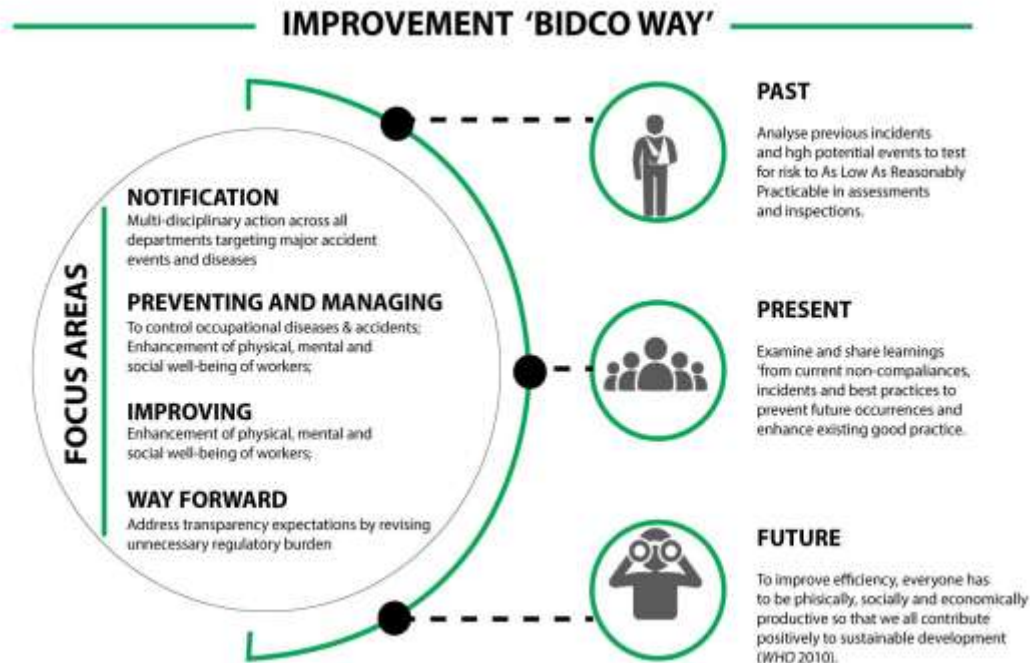 IMPROVEMENT 'BIDCO WAY'
FOCUS AREAS
NOTIFICATION
Multi-disciplinary action across all
departments targeting major accident
events and diseases
PREVENTING AND MANAGING
To control occupational diseases & accidents;
Enhancement of physical, mental and
social well-being of workers;
IMPROVING
Enhancement of physical, mental and
social well-being of workers;
WAY FORWARD
Address transparency expectations by revising
unnecessary regulatory burden
PAST
Analyse previous incidents
and hgh potential events to test
for risk to As Low As Reasonably
Practicable in assessments
and inspections.
PRESENT
Examine and share learnings
'from current non-compaliances,
incidents and best practices to
prevent future occurrences and
enhance existing good practice.
FUTURE
To improve efficiency, everyone has
to be phisically, socially and economically
productive so that we all contribute
positively to sustainable development
(WHO 2010).